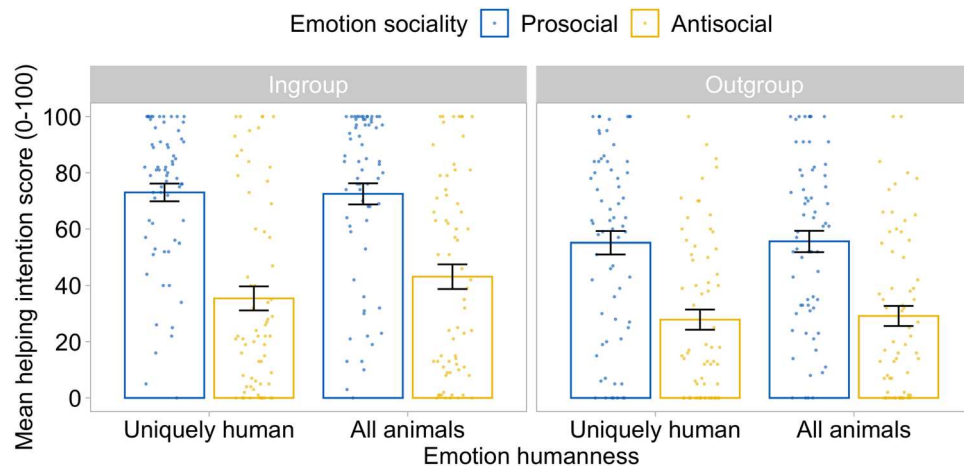 Emotion sociality Prosocial Antisocial
Ingroup Outgroup
Mean helping intention score (0-100)
100
80
60
40
20
0
Uniquely human All animals Uniquely human All animals
Emotion humanness